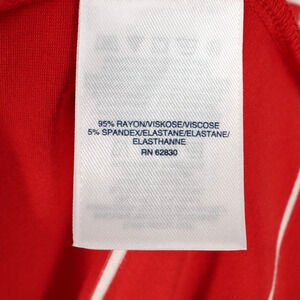 95% RAYON/VISKOSE/VISCOSE
5% SPANDEX/ELASTANE/ELASTANE/
ELASTHANNE
RN 62830